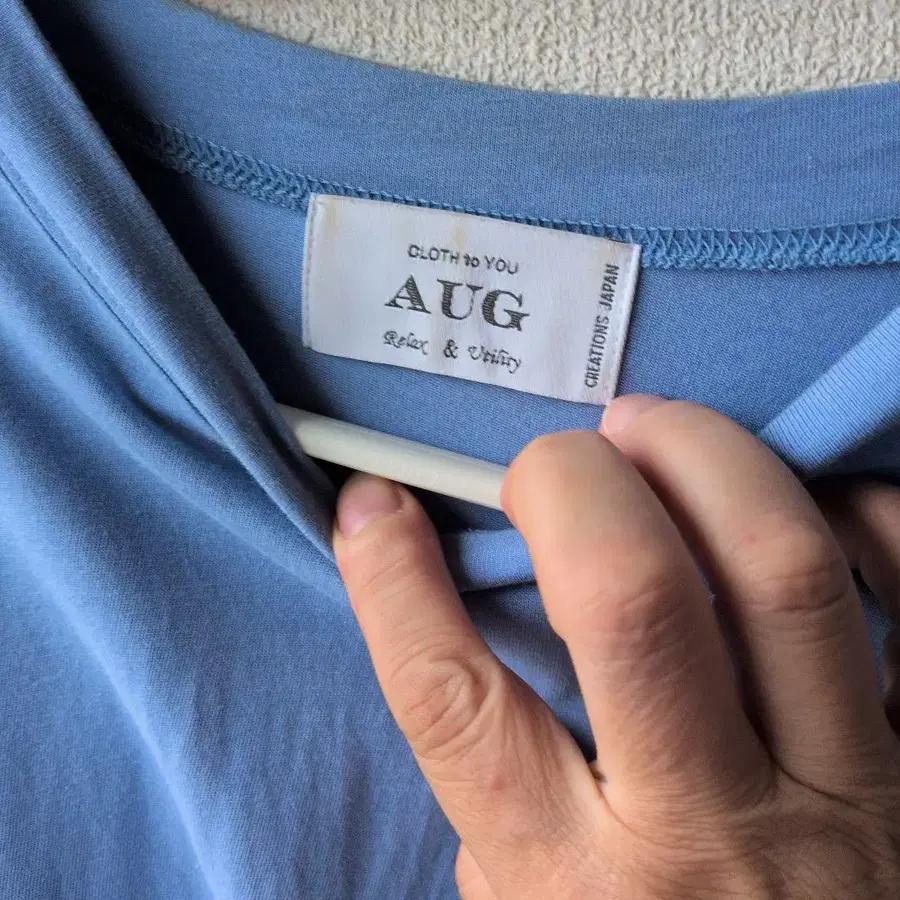 CLOTH to YOU
AUG
Relax & Utility
CREATIONS JAPAN